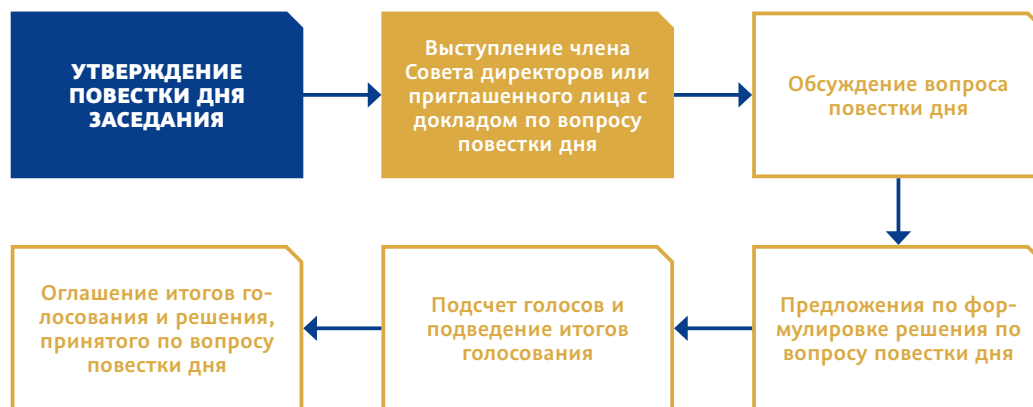 УТВЕРЖДЕНИЕ
ПОВЕСТКИ ДНЯ
ЗАСЕДАНИЯ
Выступление члена
Совета директоров или
приглашенного лица с
докладом по вопросу
повестки дня
Обсуждение вопроса
повестки дня
Предложения по фор-
мулировке решения по
вопросу повестки дня
Подсчет голосов и
подведение итогов
голосования
Оглашение итогов го-
лосования и решения,
принятого по вопросу
повестки дня